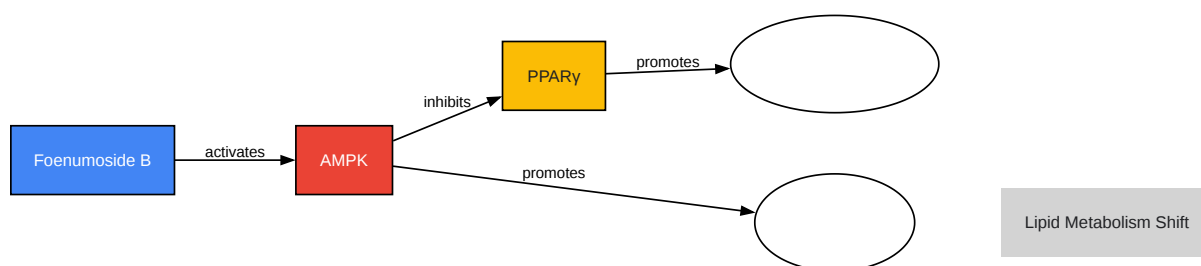 Foenumoside B
activates
AMPK
inhibits
PPARγ
promotes
promotes
Lipid Metabolism Shift